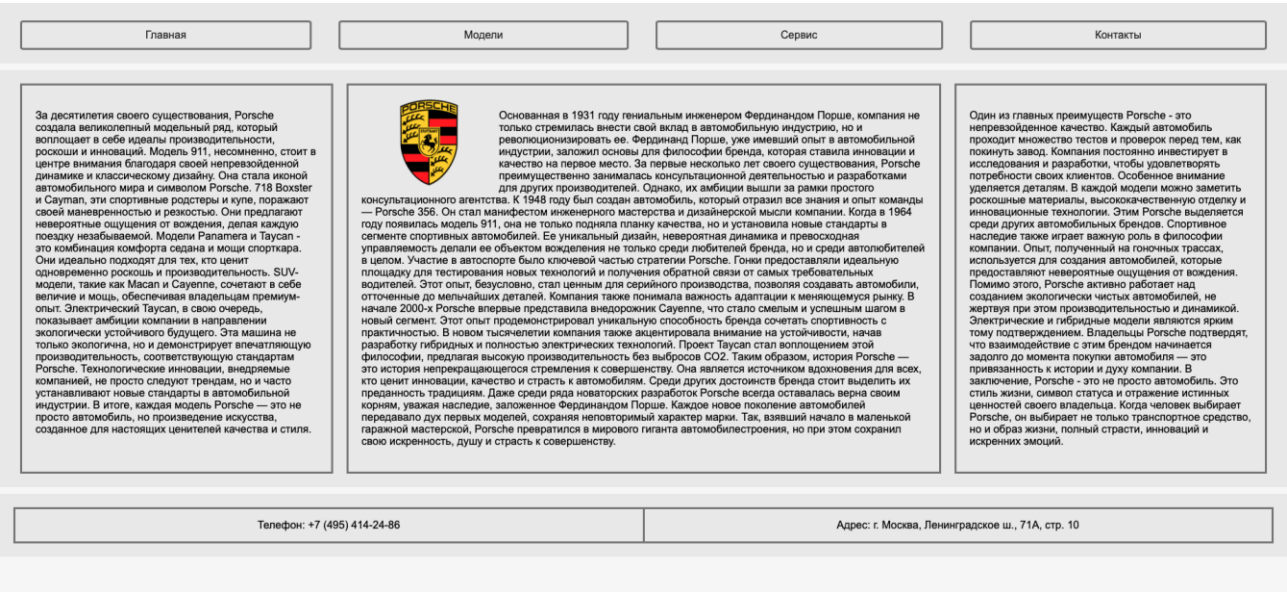 Главная
Модели
Сервис
Контакты
За десятилетия своего существования, Porsche
создала великолепный модельный ряд, который
воплощает в себе идеалы производительности,
роскоши и инноваций. Модель 911, несомненно, стоит в
центре внимания благодаря своей непревзойденной
динамике и классическому дизайну. Она стала иконой
автомобильного мира и символом Porsche. 718 Boxster
и Cayman, эти спортивные родстеры и купе, поражают
своей маневренностью и резкостью. Они предлагают
невероятные ощущения от вождения, делая каждую
поездку незабываемой. Модели Panamera и Taycan -
это комбинация комфорта седана и мощи спорткара.
Они идеально подходят для тех, кто ценит
одновременно роскошь и производительность. SUV-
модели, такие как Macan и Cayenne, сочетают в себе
величие и мощь, обеспечивая владельцам премиум-
опыт. Электрический Taycan, в свою очередь,
показывает амбиции компании в направлении
экологически устойчивого будущего. Эта машина не
только экологична, но и демонстрирует впечатляющую
производительность, соответствующую стандартам
Porsche. Технологические инновации, внедряемые
компанией, не просто следуют трендам, но и часто
устанавливают новые стандарты в автомобильной
индустрии. В итоге, каждая модель Porsche — это не
просто автомобиль, но произведение искусства,
созданное для настоящих ценителей качества и стиля.
PORSCHE
Основанная в 1931 году гениальным инженером Фердинандом Порше, компания не
только стремилась внести свой вклад в автомобильную индустрию, но и
революционизировать ее. Фердинанд Порше, уже имевший опыт в автомобильной
индустрии, заложил основы для философии бренда, которая ставила инновации и
качество на первое место. За первые несколько лет своего существования, Porsche
преимущественно занималась консультационной деятельностью и разработками
для других производителей. Однако, их амбиции вышли за рамки простого
консультационного агентства. К 1948 году был создан автомобиль, который отразил все знания и опыт команды
— Porsche 356. Он стал манифестом инженерного мастерства и дизайнерской мысли компании. Когда в 1964
году появилась модель 911, она не только подняла планку качества, но и установила новые стандарты в
сегменте спортивных автомобилей. Ее уникальный дизайн, невероятная динамика и превосходная
управляемость делали ее объектом вожделения не только среди любителей бренда, но и среди автолюбителей
в целом. Участие в автоспорте было ключевой частью стратегии Porsche. Гонки предоставляли идеальную
площадку для тестирования новых технологий и получения обратной связи от самых требовательных
водителей. Этот опыт, безусловно, стал ценным для серийного производства, позволяя создавать автомобили,
отточенные до мельчайших деталей. Компания также понимала важность адаптации к меняющемуся рынку. В
начале 2000-х Porsche впервые представила внедорожник Cayenne, что стало смелым и успешным шагом в
новый сегмент. Этот опыт продемонстрировал уникальную способность бренда сочетать спортивность с
практичностью. В новом тысячелетии компания также акцентировала внимание на устойчивости, начав
разработку гибридных и полностью электрических технологий. Проект Taycan стал воплощением этой
философии, предлагая высокую производительность без выбросов CO2. Таким образом, история Porsche —
это история непрекращающегося стремления к совершенству. Она является источником вдохновения для всех,
кто ценит инновации, качество и страсть к автомобилям. Среди других достоинств бренда стоит выделить их
преданность традициям. Даже среди ряда новаторских разработок Porsche всегда оставалась верна своим
корням, уважая наследие, заложенное Фердинандом Порше. Каждое новое поколение автомобилей
передавало дух первых моделей, сохраняя неповторимый характер марки. Так, взявший начало в маленькой
гаражной мастерской, Porsche превратился в мирового гиганта автомобилестроения, но при этом сохранил
свою искренность, душу и страсть к совершенству.
Один из главных преимуществ Porsche - это
непревзойденное качество. Каждый автомобиль
проходит множество тестов и проверок перед тем, как
покинуть завод. Компания постоянно инвестирует в
исследования и разработки, чтобы удовлетворять
потребности своих клиентов. Особенное внимание
уделяется деталям. В каждой модели можно заметить
роскошные материалы, высококачественную отделку и
инновационные технологии. Этим Porsche выделяется
среди других автомобильных брендов. Спортивное
наследие также играет важную роль в философии
компании. Опыт, полученный на гоночных трассах,
используется для создания автомобилей, которые
предоставляют невероятные ощущения от вождения.
Помимо этого, Porsche активно работает над
созданием экологически чистых автомобилей, не
жертвуя при этом производительностью и динамикой.
Электрические и гибридные модели являются ярким
тому подтверждением. Владельцы Porsche подтвердят,
что взаимодействие с этим брендом начинается
задолго до момента покупки автомобиля — это
привязанность к истории и духу компании. В
заключение, Porsche - это не просто автомобиль. Это
стиль жизни, символ статуса и отражение истинных
ценностей своего владельца. Когда человек выбирает
Porsche, он выбирает не только транспортное средство,
но и образ жизни, полный страсти, инноваций и
искренних эмоций.
Телефон: +7 (495) 414-24-86
Адрес: г. Москва, Ленинградское ш., 71А, стр. 10